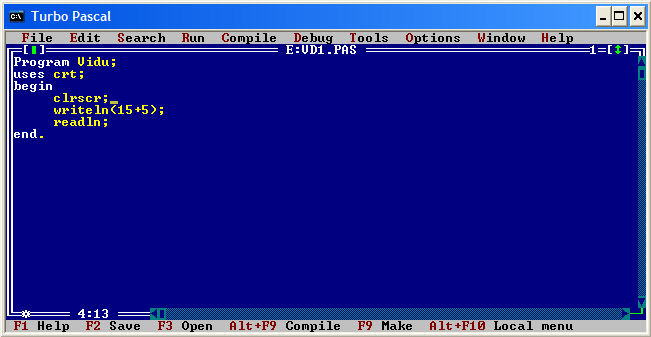 Turbo Pascal
File Edit Search Run Compile Debug Tools Options Window Help
E:VD1.PAS 1
Program Vidu;
uses crt;
begin
clrscr;_
writeln(15+5);
readln;
end.
4:13
F1 Help F2 Save F3 Open Alt+F9 Compile F9 Make Alt+F10 Local menu